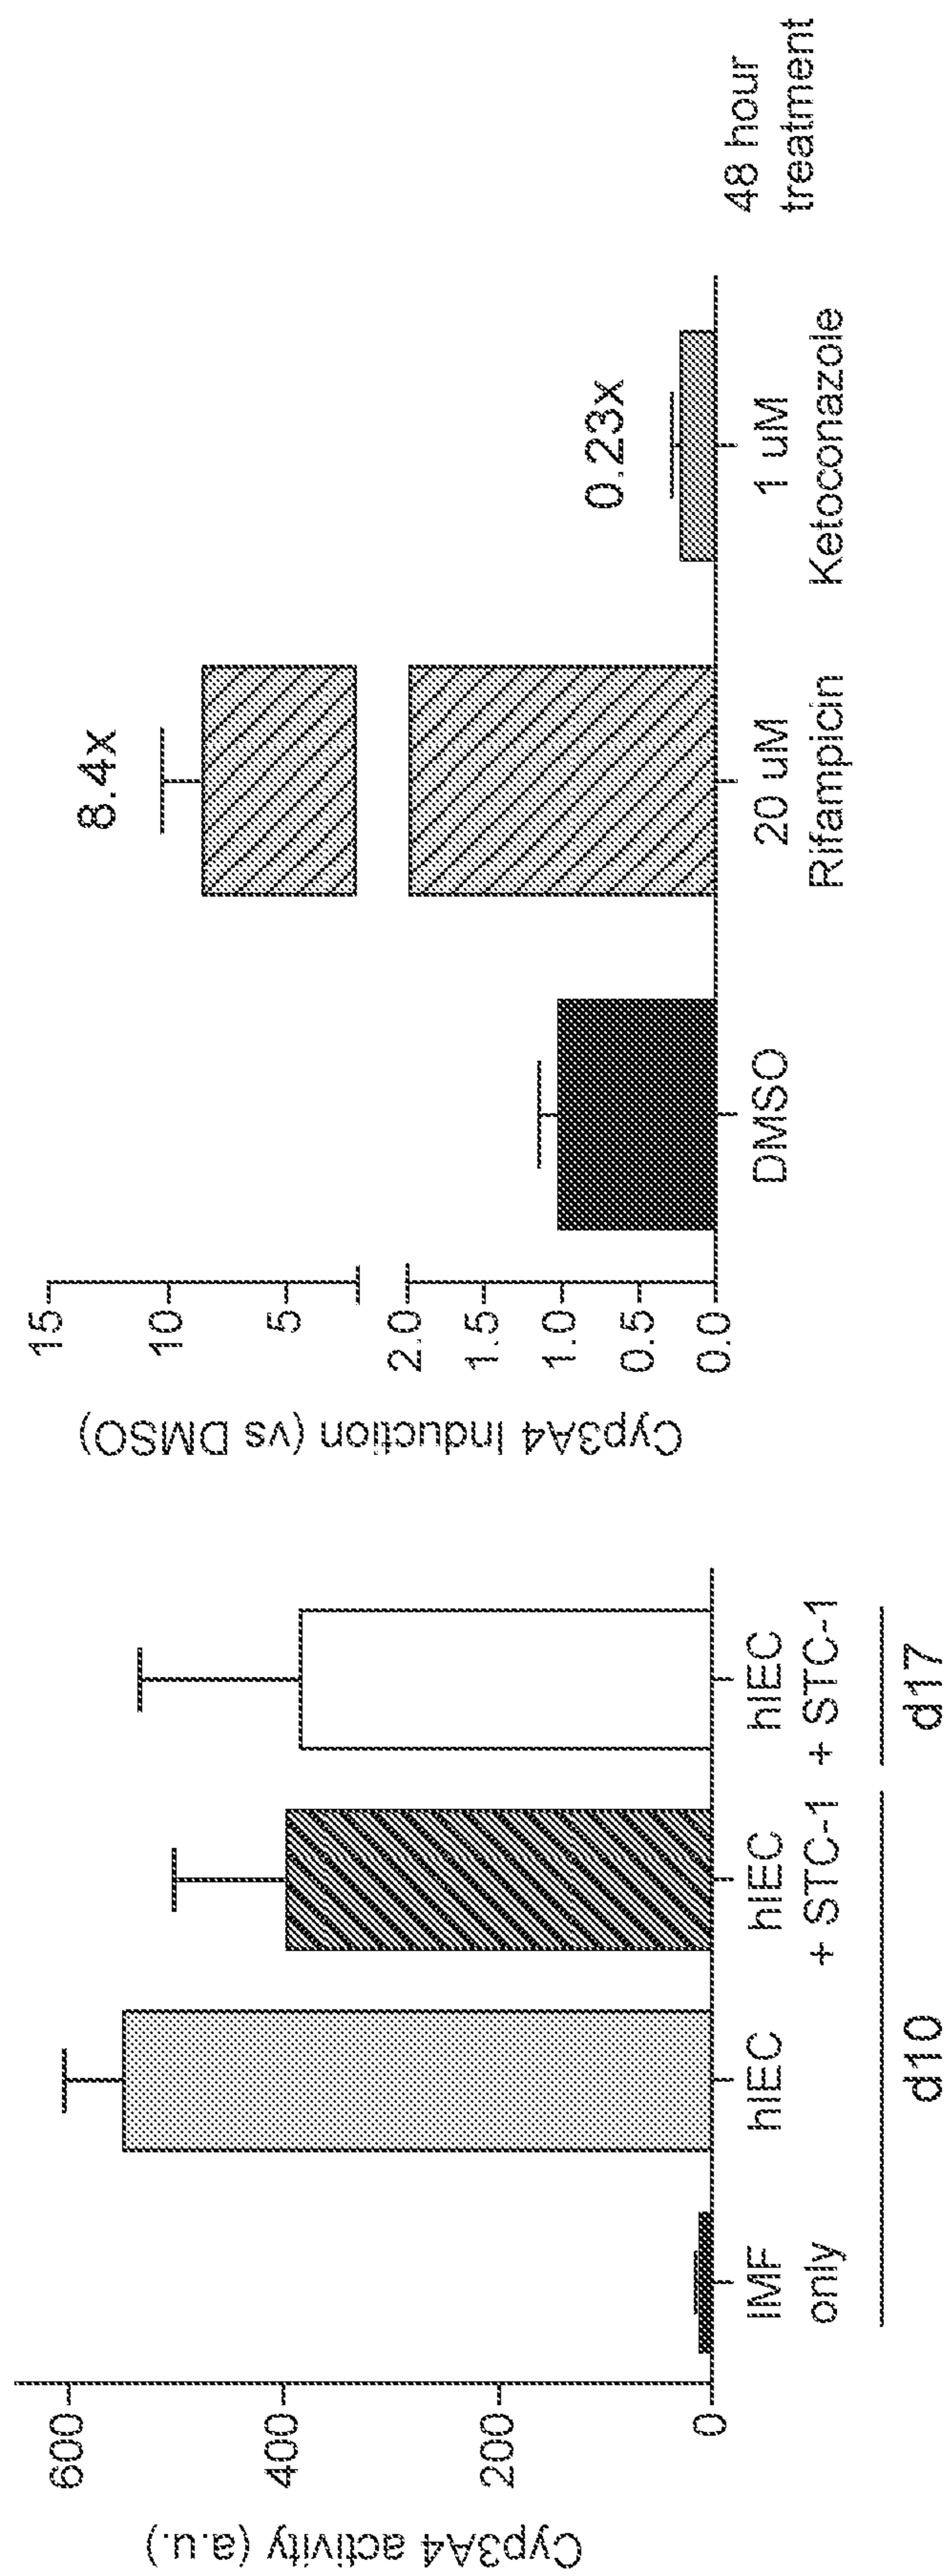 Cyp3A4 activity (a.u.)
600
400
200
0
IMF
only
hIEC
hIEC
+ STC-1
hIEC
+ STC-1
d10
d17
Cyp3A4 Induction (vs DMSO)
15
10
5
2.0
1.5
1.0
0.5
0.0
8.4x
0.23x
DMSO
20 uM
Rifampicin
1 uM
Ketoconazole
48 hour
treatment